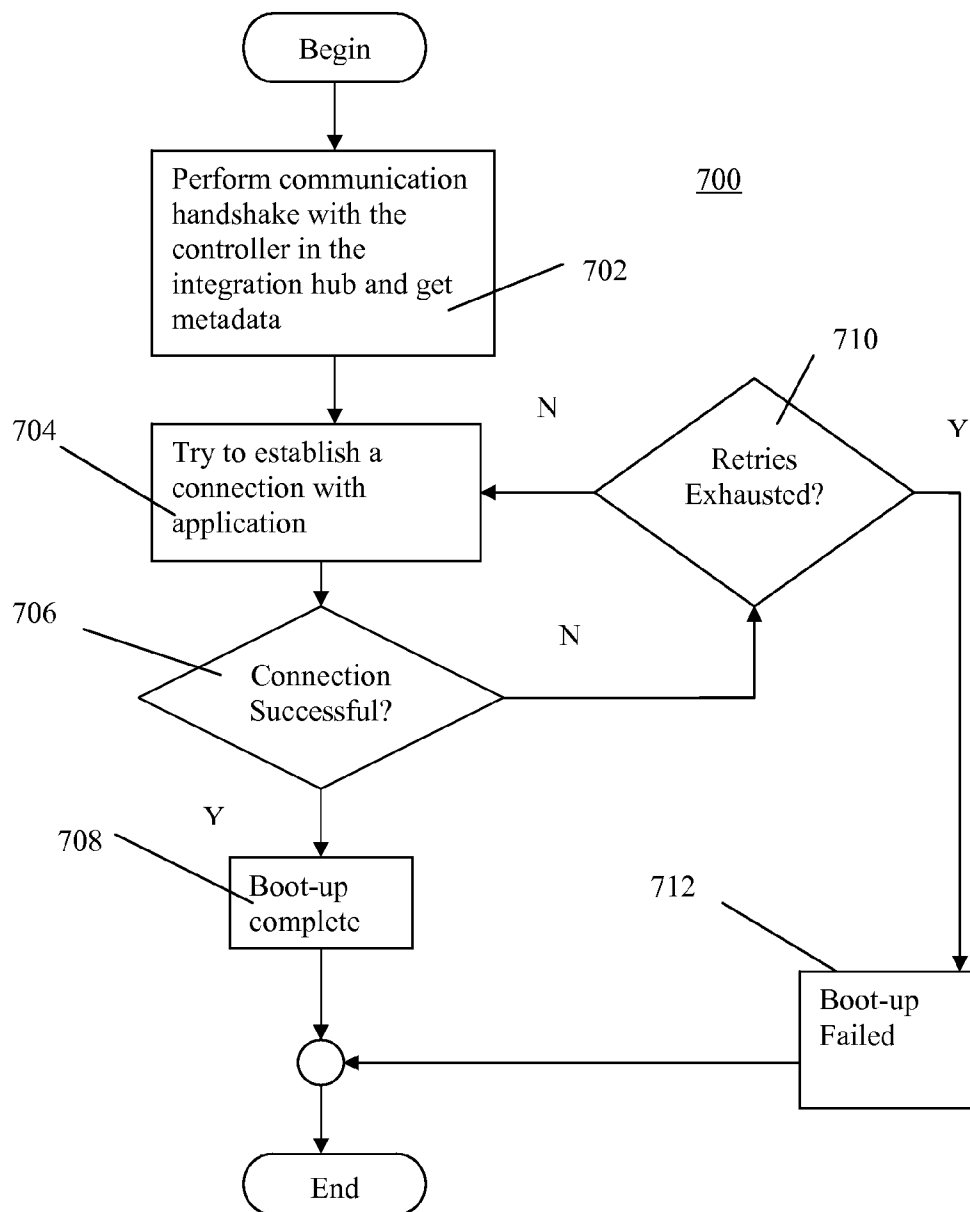 Begin
Perform communication
handshake with the
controller in the
integration hub and get
metadata
700
702
710
N
Y
704
Try to establish a
connection with
application
Retries
Exhausted?
706
N
Connection
Successful?
Y
708
Boot-up
complete
712
Boot-up
Failed
End